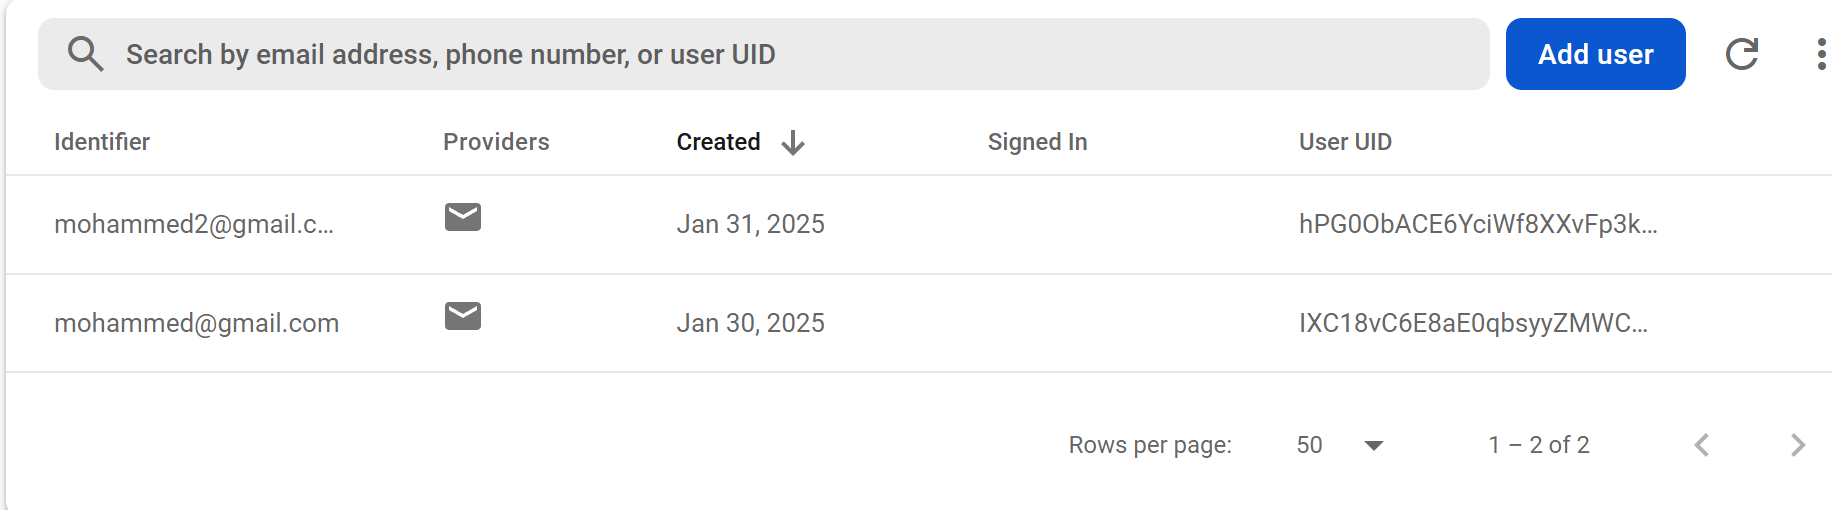 Search by email address, phone number, or user UID Add user
Identifier Providers Created Signed In User UID
mohammed2@gmail.c... Jan 31, 2025 hPG0ObACE6YciWf8XXvFp3k...
mohammed@gmail.com Jan 30, 2025 IXC18vC6E8aE0qbsyyZMWC...
Rows per page: 50 1 – 2 of 2